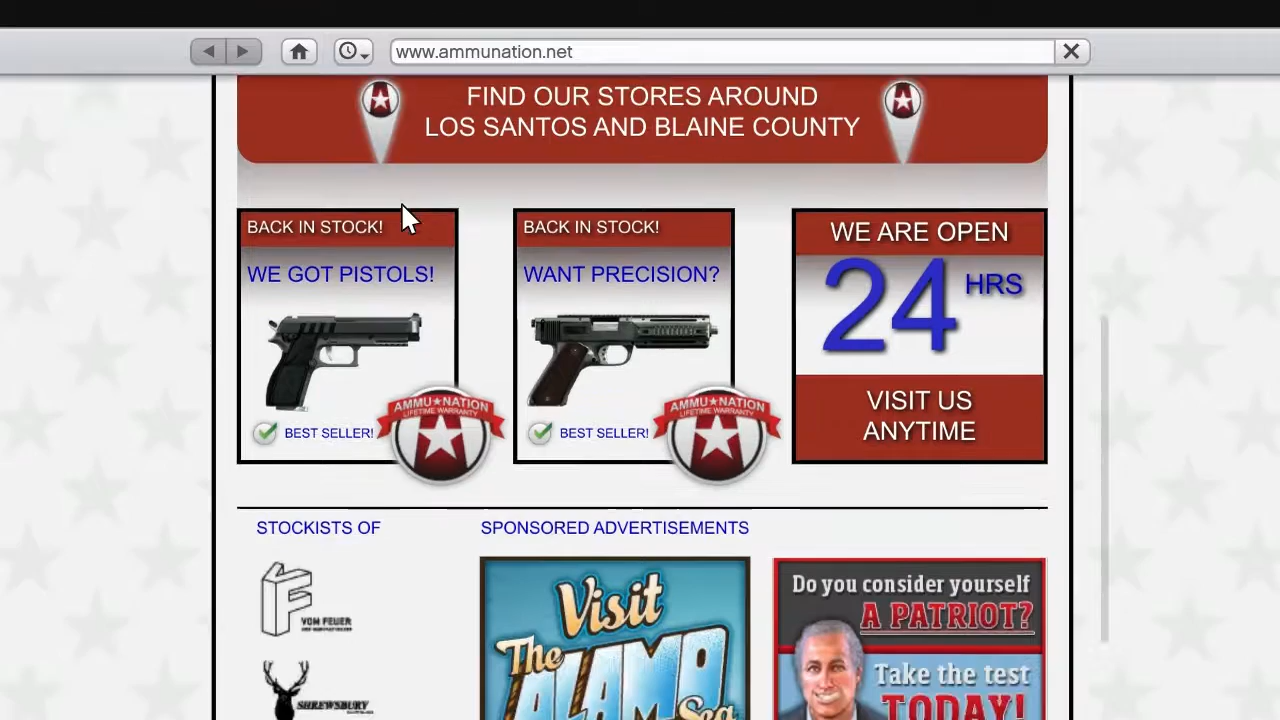 www.ammunation.net
FIND OUR STORES AROUND
LOS SANTOS AND BLAINE COUNTY
BACK IN STOCK!
WE GOT PISTOLS!
BEST SELLER!
AMMU★NATION
LIFETIME WARRANTY
BACK IN STOCK!
WANT PRECISION?
BEST SELLER!
AMMU★NATION
LIFETIME WARRANTY
WE ARE OPEN
24 HRS
VISIT US
ANYTIME
STOCKISTS OF
VOM FEUER
SHREWSBURY
SPONSORED ADVERTISEMENTS
Visit
The
ALAMO
Sea
Do you consider yourself
A PATRIOT?
Take the test
TODAY!